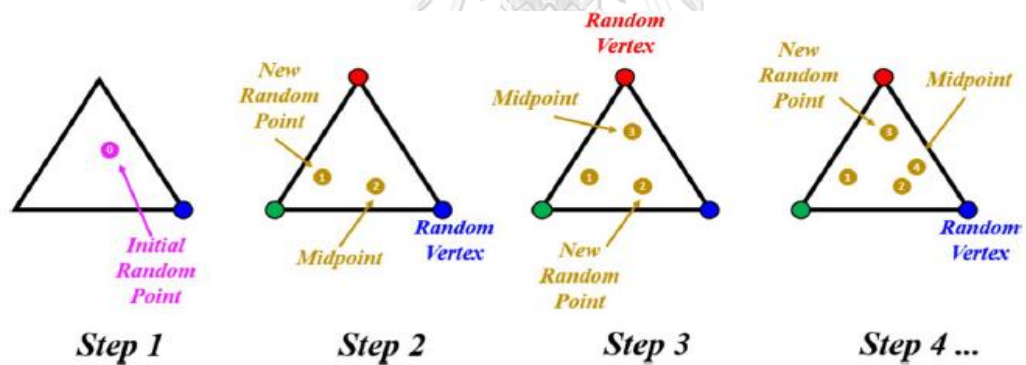 0
Initial
Random
Point
Step 1
New
Random
Point
1
2
Midpoint
Random
Vertex
Step 2
Random
Vertex
Midpoint
3
1
2
New
Random
Point
Step 3
New
Random
Point
Midpoint
3
1
4
2
Random
Vertex
Step 4 ...